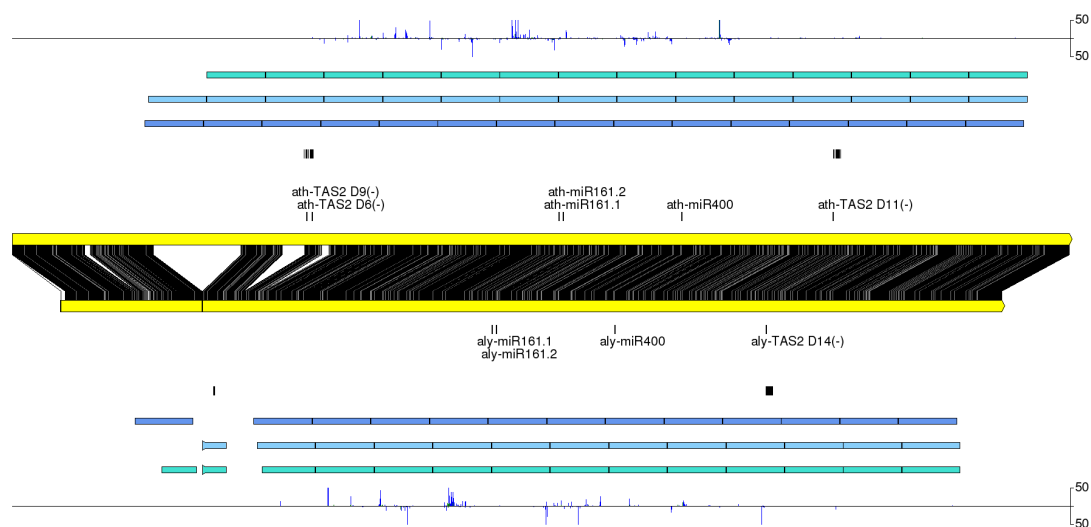 50
50
ath-TAS2 D9(-)
ath-miR161.2
ath-TAS2 D6(-)
ath-miR161.1
ath-miR400
ath-TAS2 D11(-)
aly-miR161.1
aly-miR400
aly-TAS2 D14(-)
aly-miR161.2
50
50